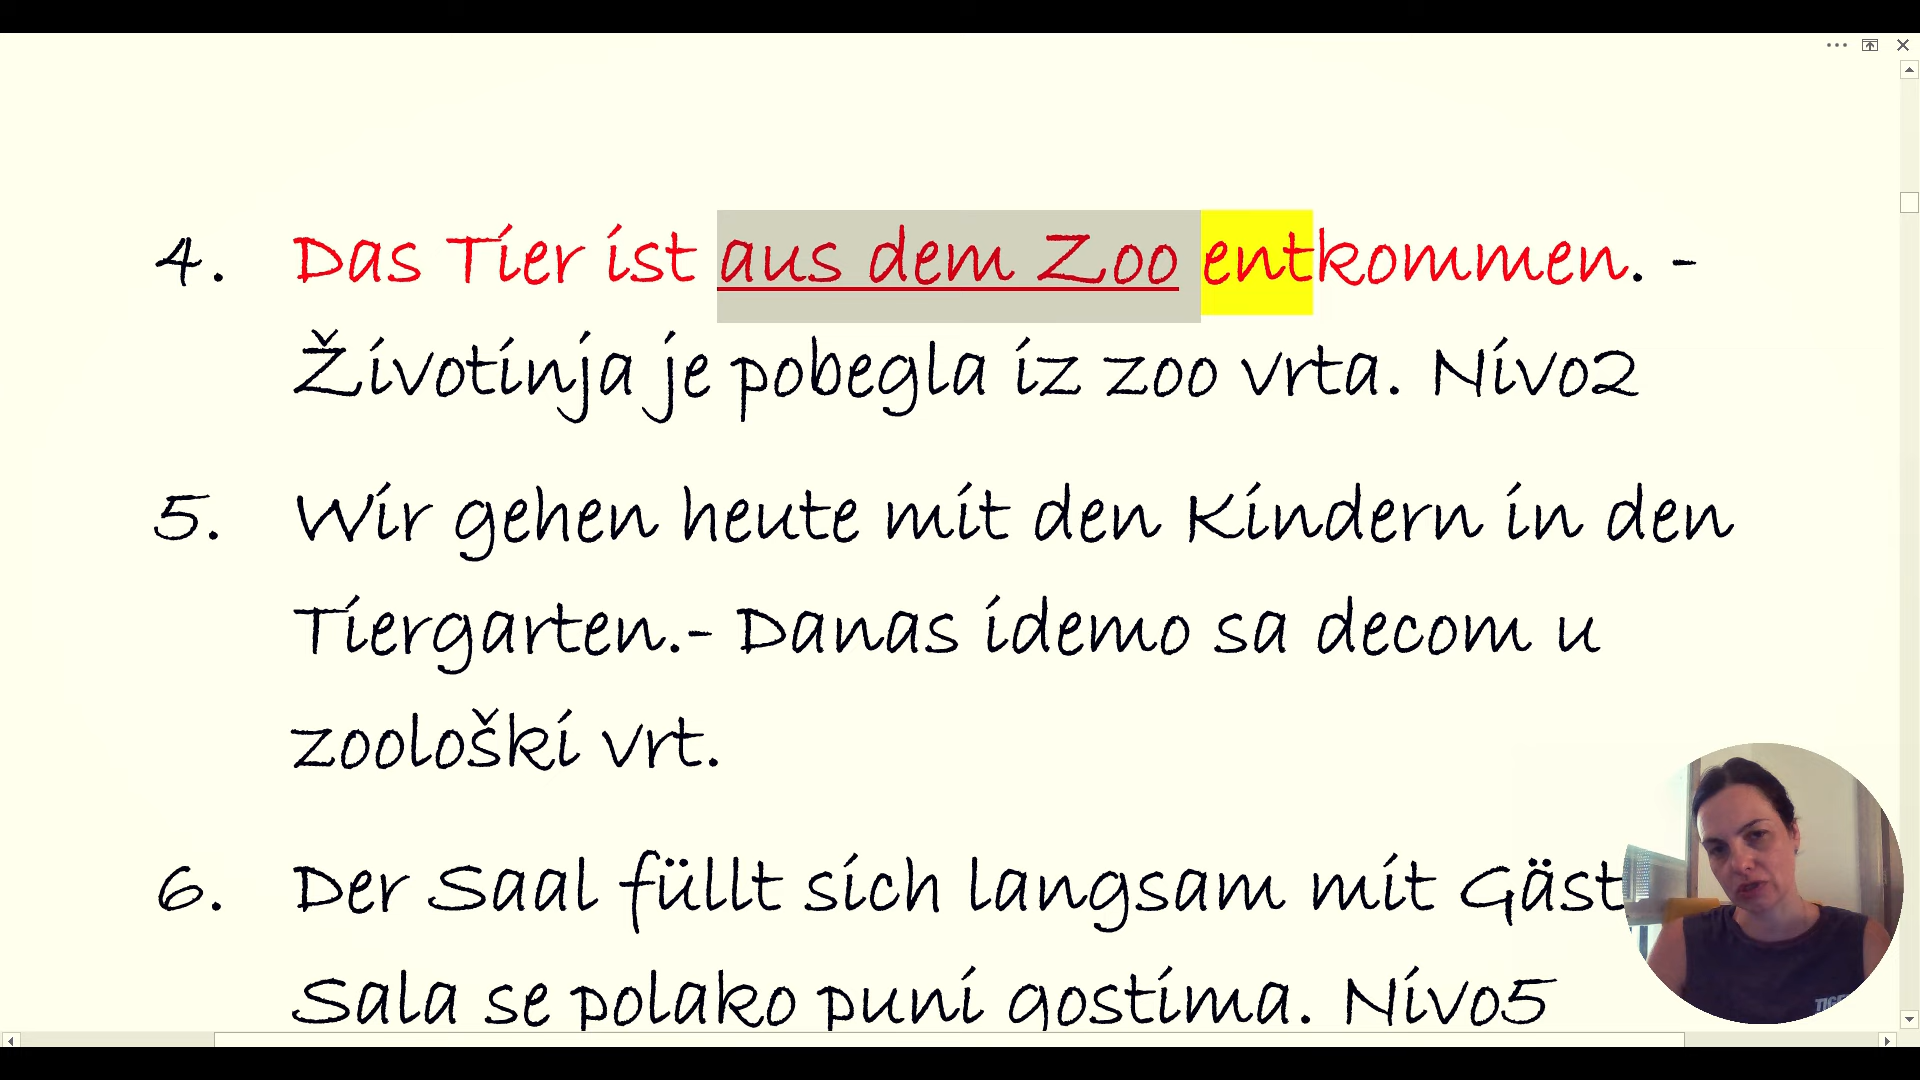 4. Das Tier ist aus dem Zoo entkommen. -
Životinja je pobegla iz zoo vrta. Nivo2
5. Wir gehen heute mit den Kindern in den
Tiergarten.- Danas idemo sa decom u
zoološki vrt.
6. Der Saal füllt sich langsam mit Gäst
Sala se polako puni gostima. Nivo5